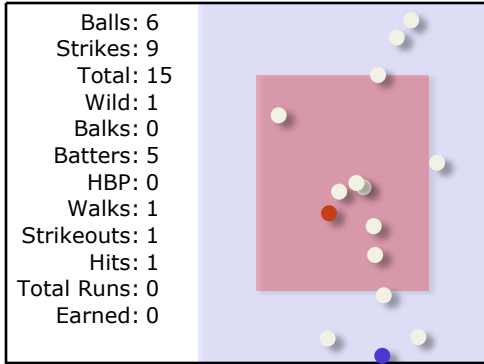 Balls: 6
Strikes: 9
Total: 15
Wild: 1
Balks: 0
Batters: 5
HBP: 0
Walks: 1
Strikeouts: 1
Hits: 1
Total Runs: 0
Earned: 0